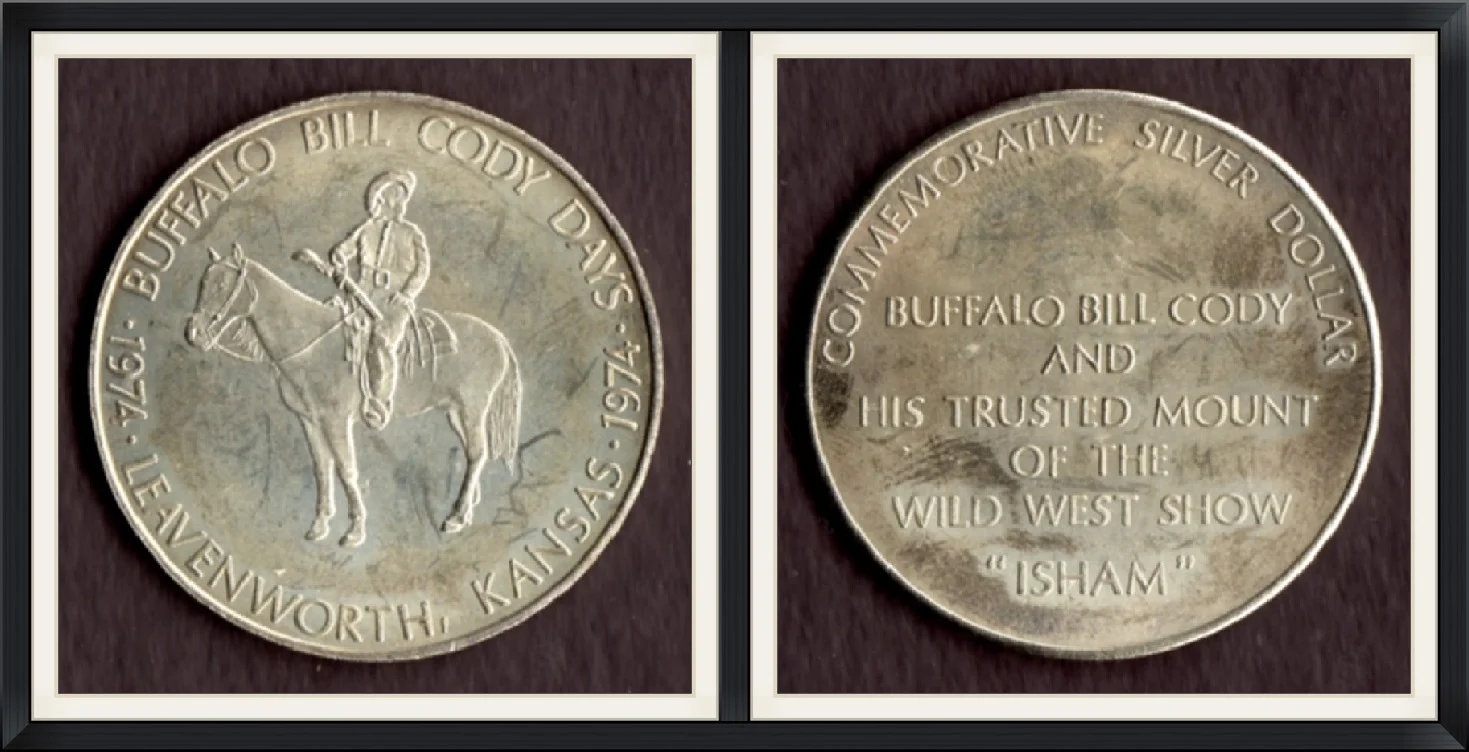 BUFFALO BILL CODY DAYS
· 1974 ·
LEAVENWORTH, KANSAS
· 1974 ·
COMMEMORATIVE SILVER DOLLAR
BUFFALO BILL CODY
AND
HIS TRUSTED MOUNT
OF THE
WILD WEST SHOW
“ISHAM”